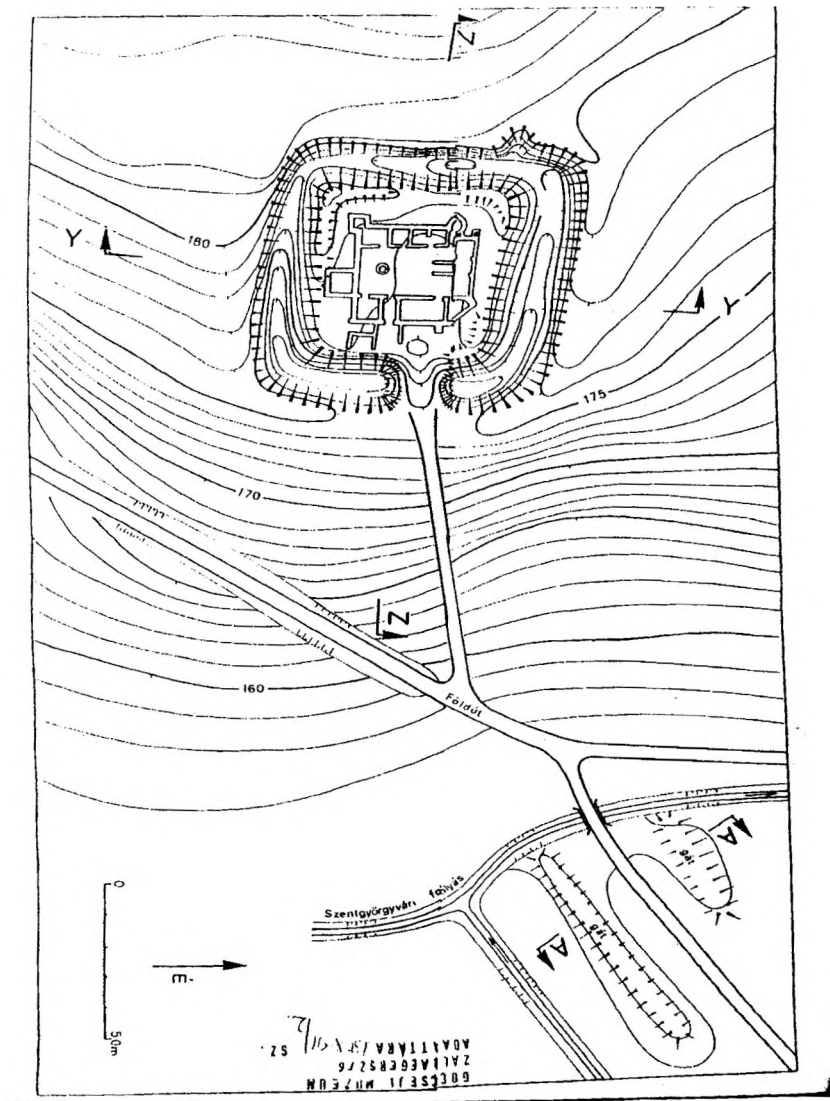 Z
180
Y
Y
175
170
Z
160
Földút
A
gát
Szentgyörgyvári folyás
gát
A
0
É
50m
GÖCSEJI MÚZEUM
ZALAEGERSZEG
ADATTÁRA
SZ.